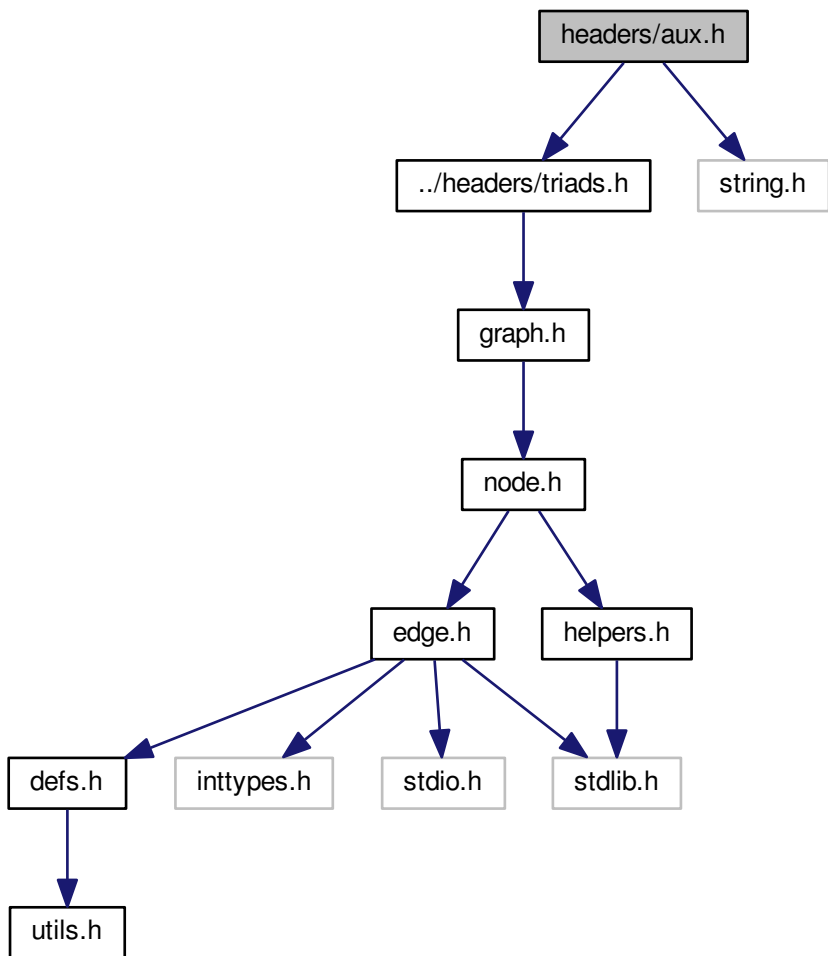 headers/aux.h
../headers/triads.h
string.h
graph.h
node.h
edge.h
helpers.h
defs.h
inttypes.h
stdio.h
stdlib.h
utils.h